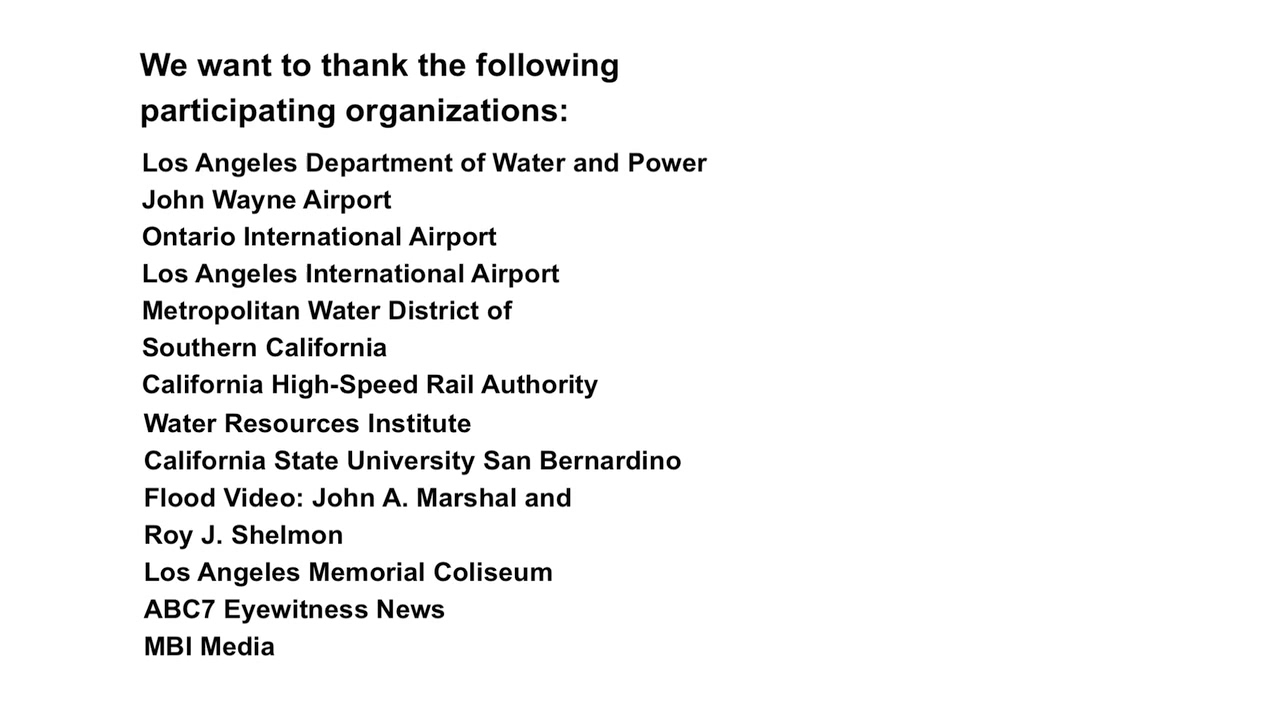 We want to thank the following
participating organizations:
Los Angeles Department of Water and Power
John Wayne Airport
Ontario International Airport
Los Angeles International Airport
Metropolitan Water District of
Southern California
California High-Speed Rail Authority
Water Resources Institute
California State University San Bernardino
Flood Video: John A. Marshal and
Roy J. Shelmon
Los Angeles Memorial Coliseum
ABC7 Eyewitness News
MBI Media